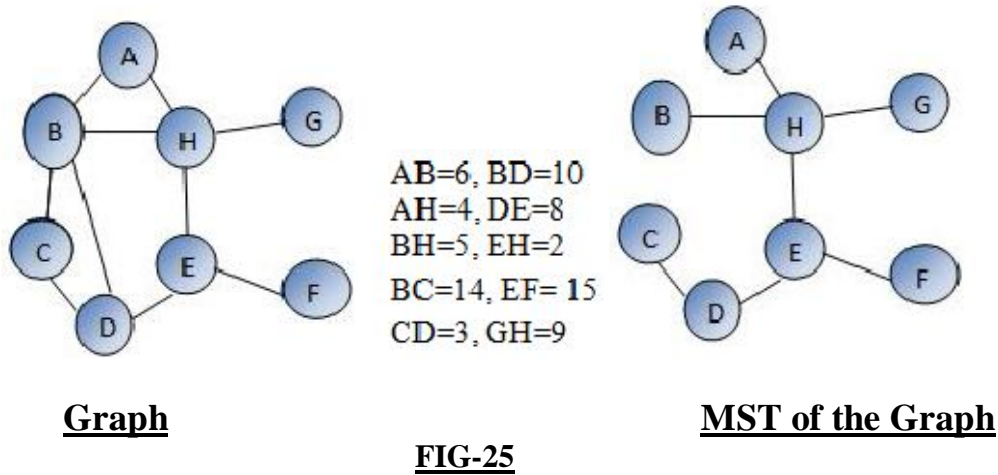 A
B
H
G
C
E
D
F
AB=6, BD=10
AH=4, DE=8
BH=5, EH=2
BC=14, EF= 15
CD=3, GH=9
A
B
H
G
C
E
D
F
Graph
MST of the Graph
FIG-25